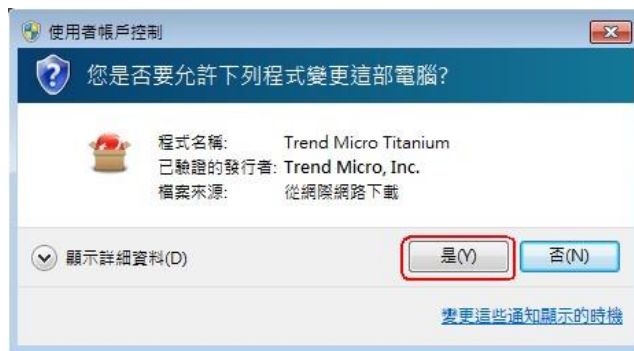 使用者帳戶控制
您是否要允許下列程式變更這部電腦?
程式名稱: Trend Micro Titanium
已驗證的發行者: Trend Micro, Inc.
檔案來源: 從網際網路下載
顯示詳細資料(D)
是(Y)
否(N)
變更這些通知顯示的時機